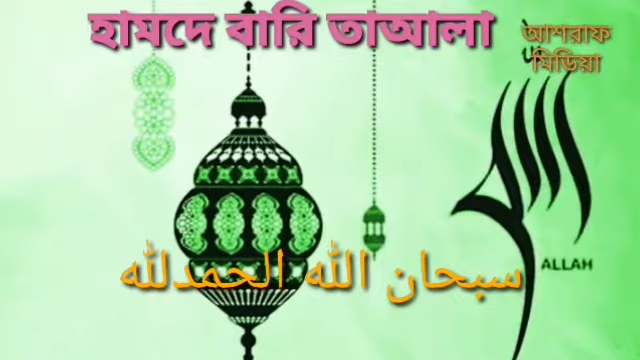 হামদে বারি তাআলা
আশরাফ
মিডিয়া
سبحان الله الحمدلله
ALLAH